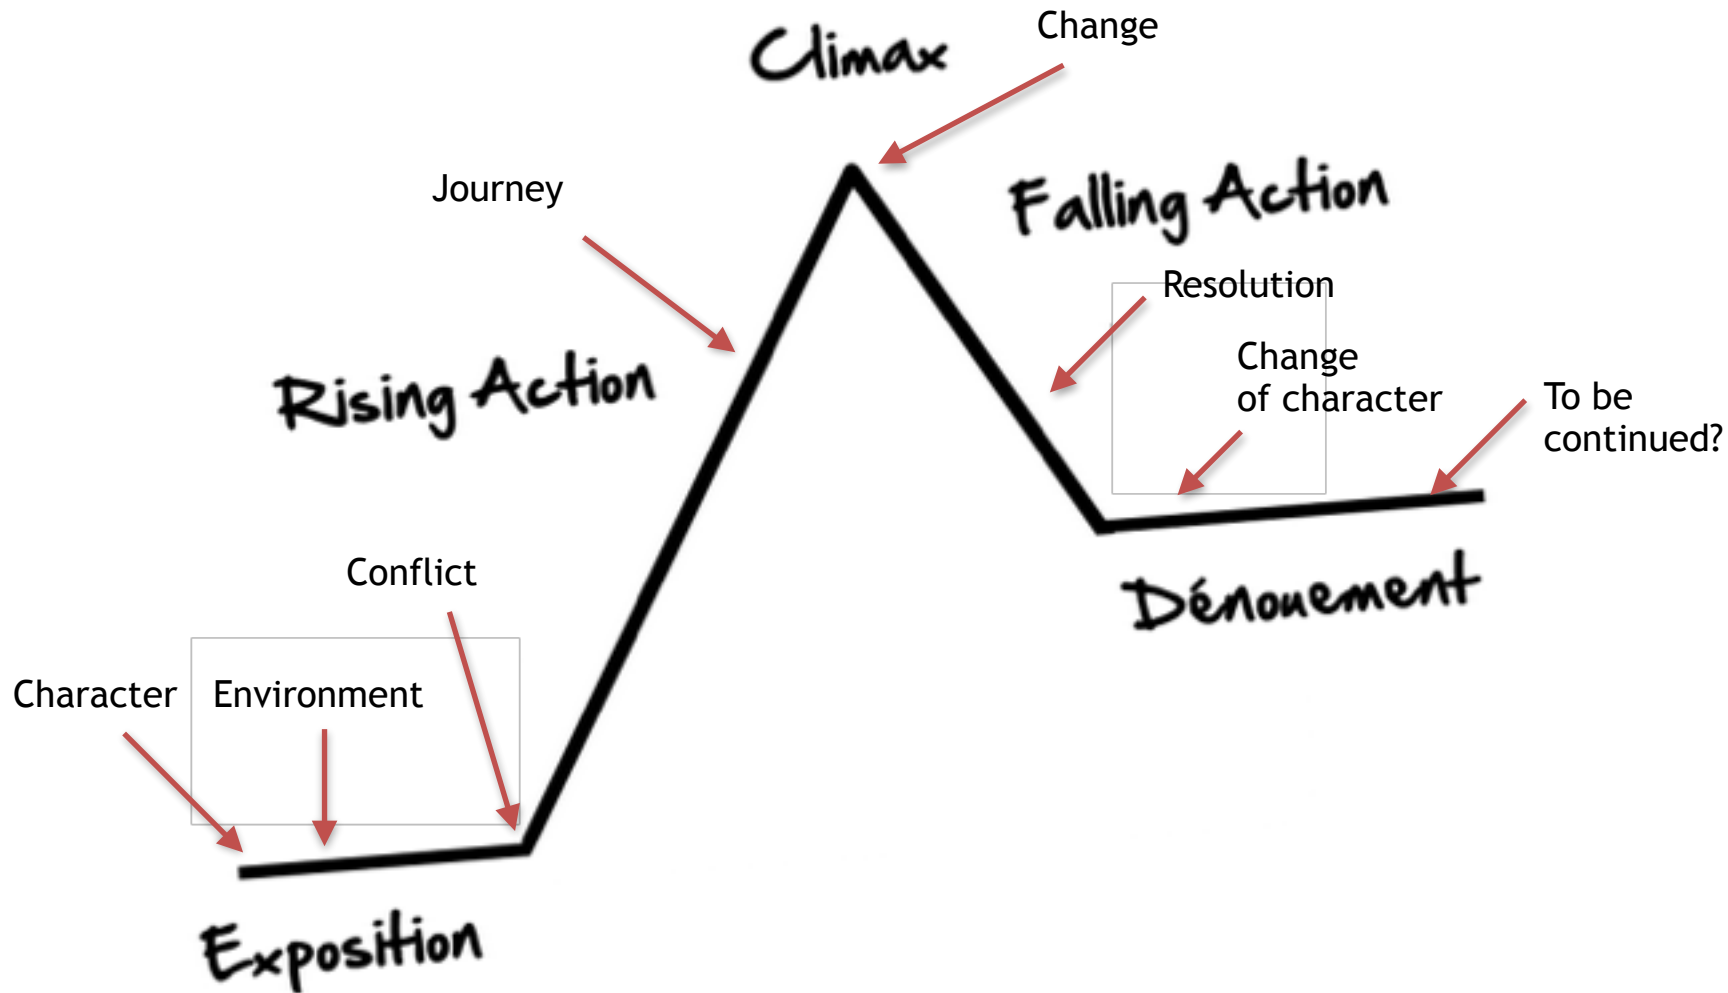 Change
Climax
Journey
Falling Action
Resolution
Change
of character
To be
continued?
Rising Action
Conflict
Dénouement
Character
Environment
Exposition